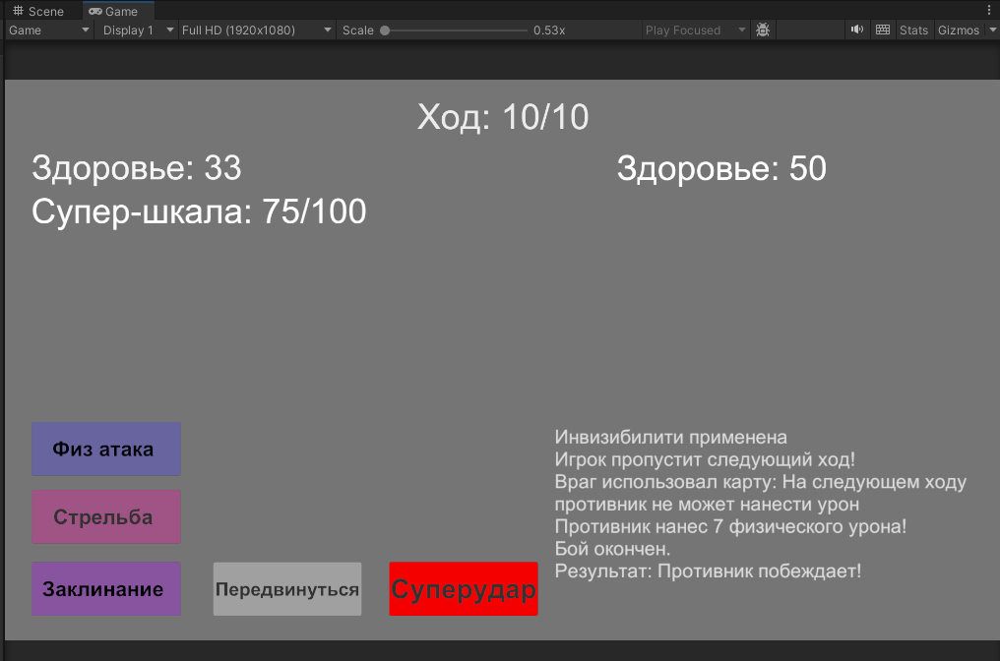 Scene Game
Game Display 1 Full HD (1920x1080) Scale 0.53x Play Focused Stats Gizmos
Ход: 10/10
Здоровье: 33 Здоровье: 50
Супер-шкала: 75/100
Физ атака
Стрельба
Заклинание Передвинуться Суперудар
Инвизибилити применена
Игрок пропустит следующий ход!
Враг использовал карту: На следующем ходу
противник не может нанести урон
Противник нанес 7 физического урона!
Бой окончен.
Результат: Противник побеждает!